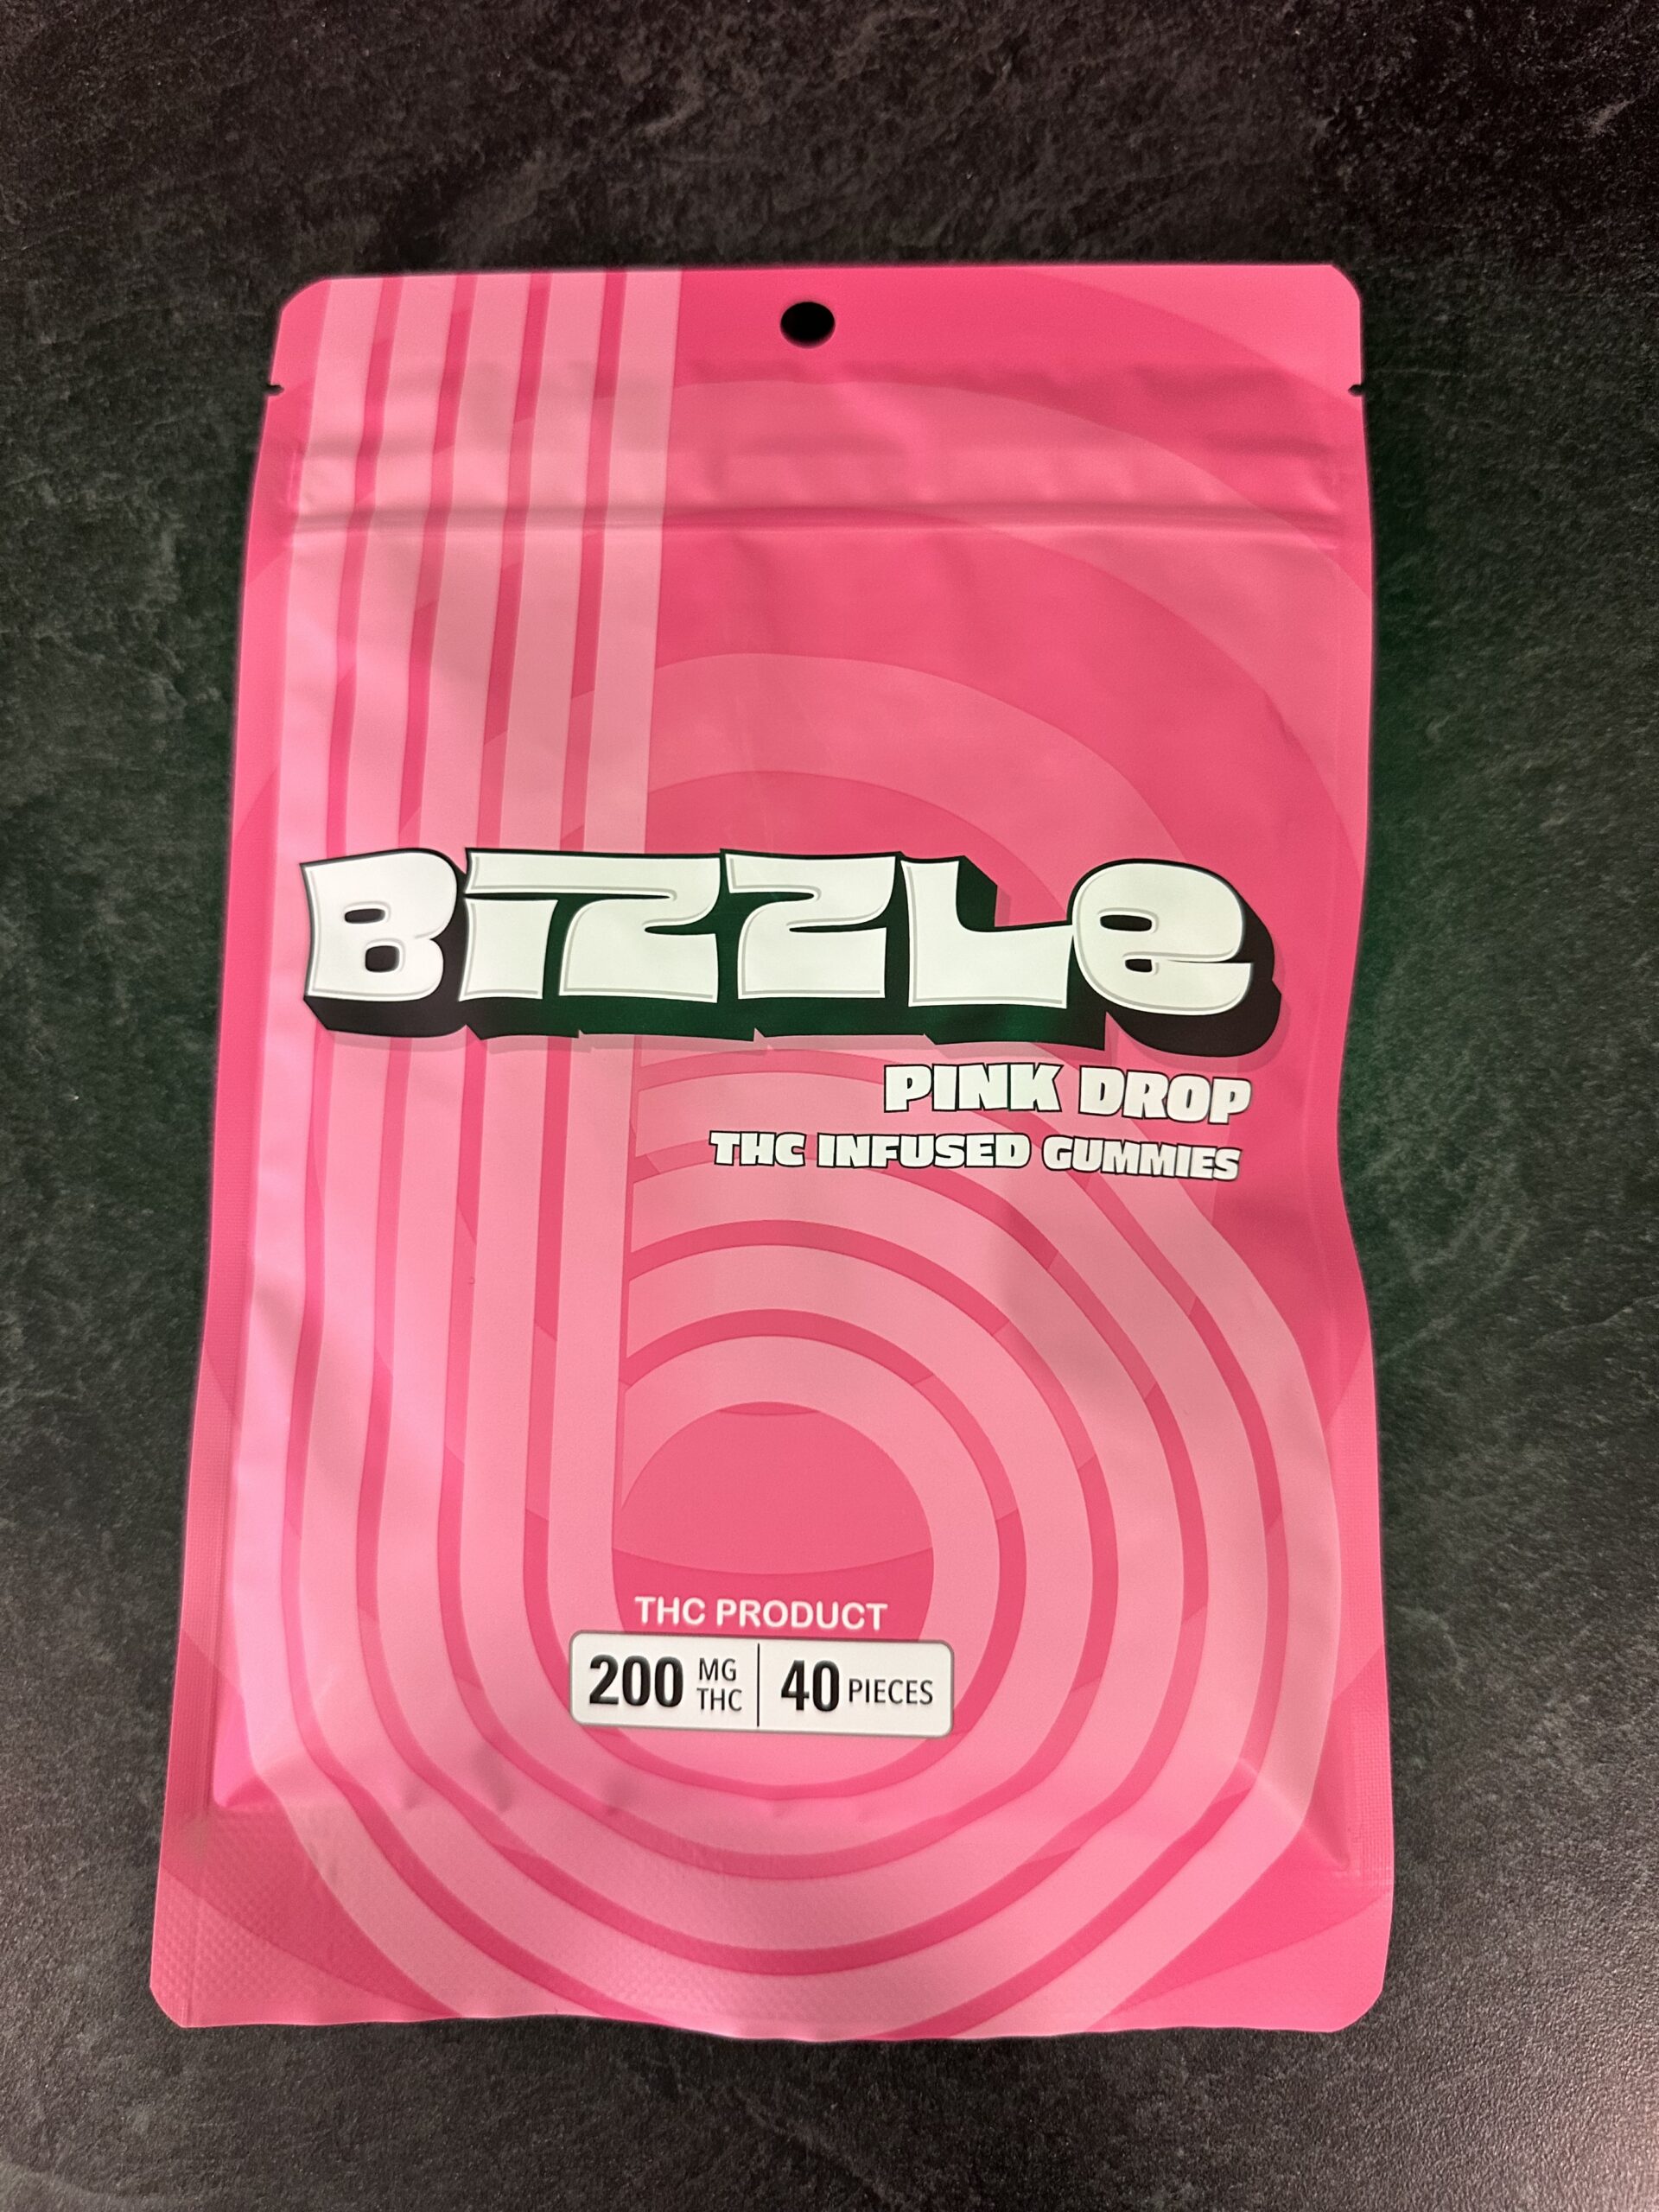 BIZZLE
PINK DROP
THC INFUSED GUMMIES
THC PRODUCT
200 MG THC | 40 PIECES